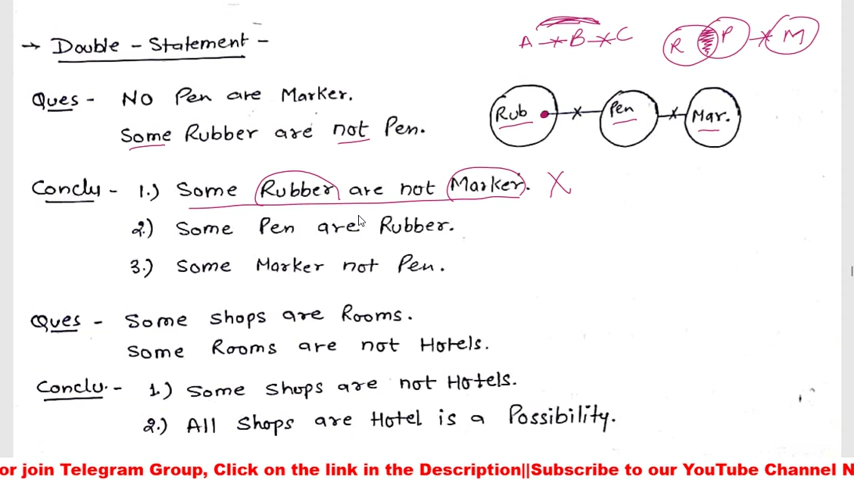 → Double - Statement -
A B C
R P M
Ques - No Pen are Marker.
Some Rubber are not Pen.
Rub Pen Mar.
Conclu - 1.) Some Rubber are not Marker. X
2.) Some Pen are Rubber.
3.) Some Marker not Pen.
Ques - Some shops are Rooms.
Some Rooms are not Hotels.
Conclu. - 1.) Some shops are not Hotels.
2.) All shops are Hotel is a Possibility.
or join Telegram Group, Click on the link in the Description||Subscribe to our YouTube Channel N